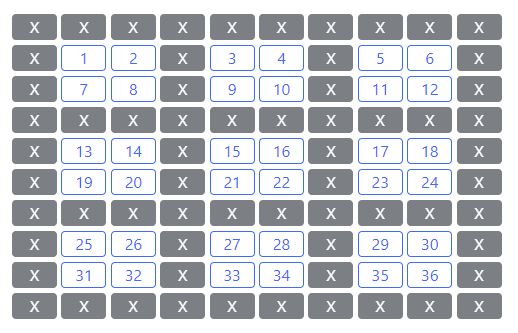 X X X X X X X X X X
X 1 2 X 3 4 X 5 6 X
X 7 8 X 9 10 X 11 12 X
X X X X X X X X X X
X 13 14 X 15 16 X 17 18 X
X 19 20 X 21 22 X 23 24 X
X X X X X X X X X X
X 25 26 X 27 28 X 29 30 X
X 31 32 X 33 34 X 35 36 X
X X X X X X X X X X